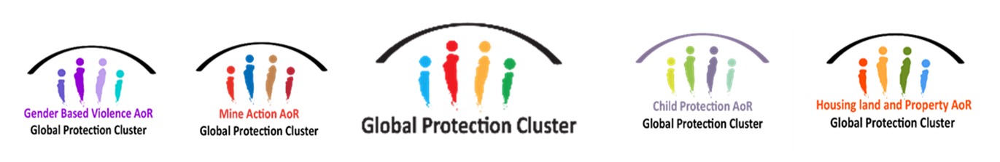 Gender Based Violence AoR
Global Protection Cluster
Mine Action AoR
Global Protection Cluster
Global Protection Cluster
Child Protection AoR
Global Protection Cluster
Housing land and Property AoR
Global Protection Cluster